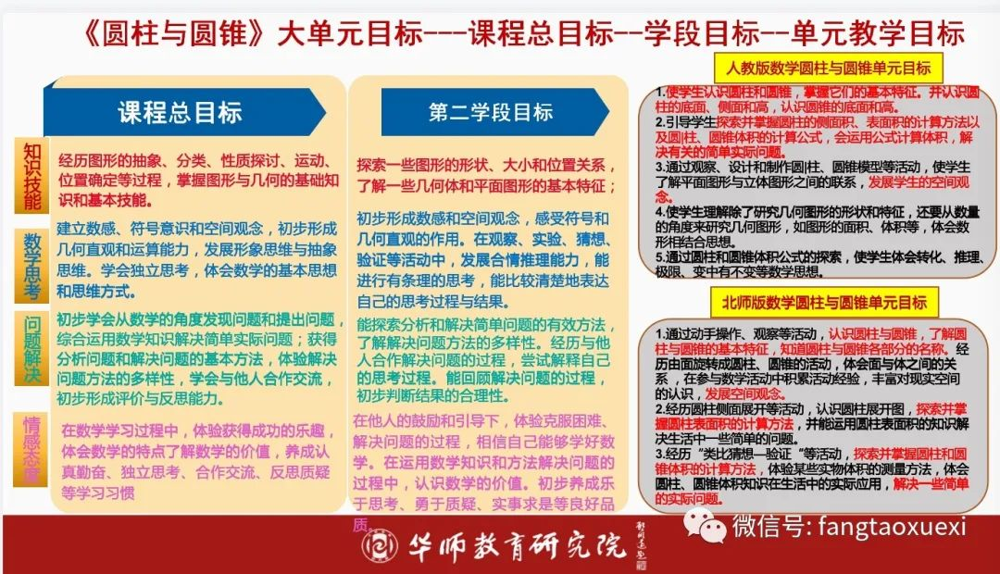 《圆柱与圆锥》大单元目标---课程总目标--学段目标--单元教学目标
课程总目标
第二学段目标
知识技能
经历图形的抽象、分类、性质探讨、运动、
位置确定等过程，掌握图形与几何的基础知
识和基本技能。
探索一些图形的形状、大小和位置关系，
了解一些几何体和平面图形的基本特征；
数学思考
建立数感、符号意识和空间观念，初步形成
几何直观和运算能力，发展形象思维与抽象
思维。学会独立思考，体会数学的基本思想
和思维方式。
初步形成数感和空间观念，感受符号和
几何直观的作用。在观察、实验、猜想、
验证等活动中，发展合情推理能力，能
进行有条理的思考，能比较清楚地表达
自己的思考过程与结果。
问题解决
初步学会从数学的角度发现问题和提出问题，
综合运用数学知识解决简单实际问题；获得
分析问题和解决问题的基本方法，体验解决
问题方法的多样性，学会与他人合作交流，
初步形成评价与反思能力。
能探索分析和解决简单问题的有效方法，
了解解决问题方法的多样性。经历与他
人合作解决问题的过程，尝试解释自己
的思考过程。能回顾解决问题的过程，
初步判断结果的合理性。
情感态度
在数学学习过程中，体验获得成功的乐趣，
体会数学的特点了解数学的价值，养成认
真勤奋、独立思考、合作交流、反思质疑
等学习习惯
在他人的鼓励和引导下，体验克服困难、
解决问题的过程，相信自己能够学好数
学。在运用数学知识和方法解决问题的
过程中，认识数学的价值。初步养成乐
于思考、勇于质疑、实事求是等良好品
质。
人教版数学圆柱与圆锥单元目标
1.使学生认识圆柱和圆锥，掌握它们的基本特征。并认识圆
柱的底面、侧面和高，认识圆锥的底面和高。
2.引导学生探索并掌握圆柱的侧面积、表面积的计算方法以
及圆|柱、圆锥体积的计算公式，会运用公式计算体积，解
决有关的简单实际问题。
3.通过观察、设计和制作圆|柱、圆锥模型等活动，使学生
了解平面图形与立体图形之间的联系，发展学生的空间观
念。
4.使学生理解除了研究几何图形的形状和特征，还要从数量
的角度来研究几何图形，如图形的面积、体积等，体会数
形相结合思想。
5.通过圆柱和圆锥体积公式的探索，使学生体会转化、推理、
极限、变中有不变等数学思想。
北师版数学圆柱与圆锥单元目标
1.通过动手操作、观察等活动，认识圆柱与圆锥，了解圆
柱与圆锥的基本特征，知道圆柱与圆锥各部分的名称。经
历由面旋转成圆柱、圆锥的活动，体会面与体之间的关
系 ，在参与数学活动中积累活动经验，丰富对现实空间
的认识，发展空间观念。
2.经历圆柱侧面展开等活动，认识圆柱展开图，探索并掌
握圆柱表面积的计算方法，并能运用圆柱表面积的知识解
决生活中一些简单的问题。
3.经历“类比猜想—验证“等活动，探索并掌握圆柱和圆
锥体积的计算方法，体验某些实物体积的测量方法，体会
圆柱、圆锥体积知识在生活中的实际应用，解决一些简单
的实际问题。
微信号: fangtaoxuexi
华师教育研究院